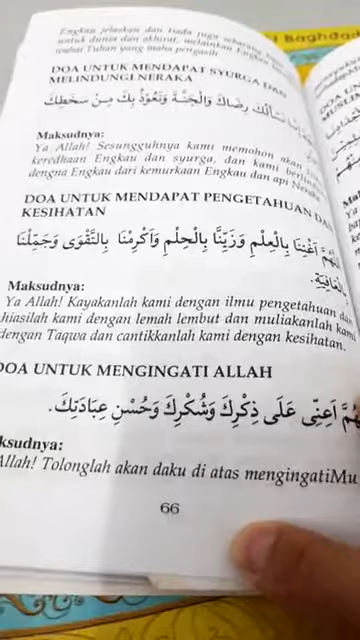 Engkau jelaskan dan tiada juga sebarang
untuk dunia dan akhirat, melainkan Engkau
wahai Tuhan yang maha pengasih
DOA UNTUK MENDAPAT SYURGA DAN
MELINDUNGI NERAKA
نَسْأَلُكَ رِضَاكَ وَالْجَنَّةَ وَنَعُوْذُ بِكَ مِنْ سَخَطِكَ
Maksudnya:
Ya Allah! Sesungguhnya kami memohon akan
keredhaan Engkau dan syurga, dan kami
dengna Engkau dari kemurkaan Engkau dan api Neraka
DOA UNTUK MENDAPAT PENGETAHUAN DAN
KESIHATAN
اَغْنِنَا بِالْعِلْمِ وَزَيِّنَّا بِالْحِلْمِ وَاَكْرِمْنَا بِالتَّقْوَى وَجَمِّلْنَا
بِالْعَافِيَةِ.
Maksudnya:
Ya Allah! Kayakanlah kami dengan ilmu pengetahuan dan
hiasilah kami dengan lemah lembut dan muliakanlah kami
dengan Taqwa dan cantikkanlah kami dengan kesihatan.
DOA UNTUK MENGINGATI ALLAH
اَعِنِّى عَلَى ذِكْرِكَ وَشُكْرِكَ وَحُسْنِ عِبَادَتِكَ.
ksudnya:
Allah! Tolonglah akan daku di atas mengingatiMu
66
Baghdad